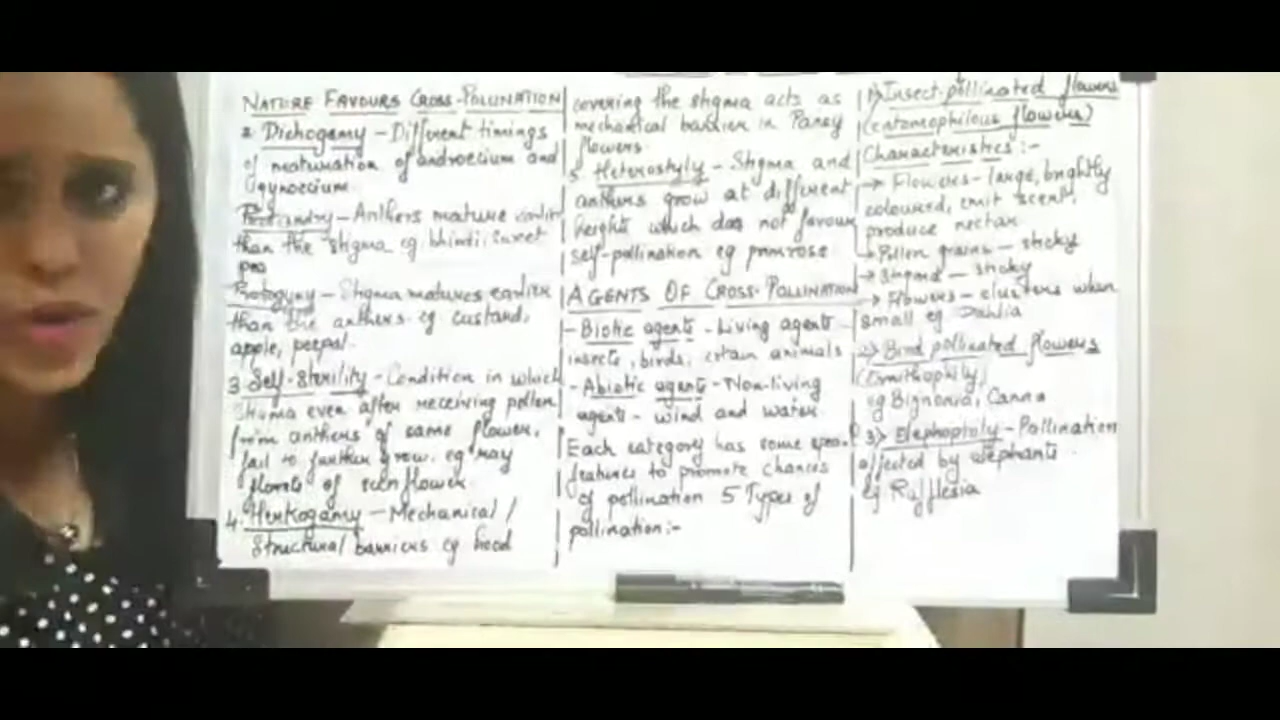 NATURE FAVOURS CROSS-POLLINATION
2. Dichogamy - Different timings
of maturation of androecium and
gynoecium
Protandry - Anthers mature earlier
than the stigma eg bhindi, sweet
pea
Protogyny - Stigma matures earlier
than the anthers eg custard,
apple, peepal.
3. Self-Sterility - Condition in which
stigma even after receiving pollen
from anthers of same flower,
fail to further grow. eg ray
florets of sunflower.
4. Herkogamy - Mechanical /
Structural barriers eg hood
covering the stigma acts as
mechanical barrier in Pansy
flowers
5. Heterostyly - Stigma and
anthers grow at different
heights which does not favour
self-pollination eg primrose
AGENTS OF CROSS-POLLINATION
- Biotic agents - Living agents -
insects, birds, certain animals
- Abiotic agents - Non-living
agents - wind and water.
Each category has some
features to promote chances
of pollination 5 Types of
pollination:-
1) Insect pollinated flowers
(entomophilous flowers)
Characteristics :-
→ Flowers - large, brightly
coloured, emit scent,
produce nectar
→ Pollen grains - sticky
→ Stigma - sticky
→ Flowers - clusters when
small eg Dahlia
2) Bird pollinated flowers
(Ornithophily)
eg Bignonia, Canna
3) Elephoptoly - Pollination
affected by elephants.
eg Rafflesia